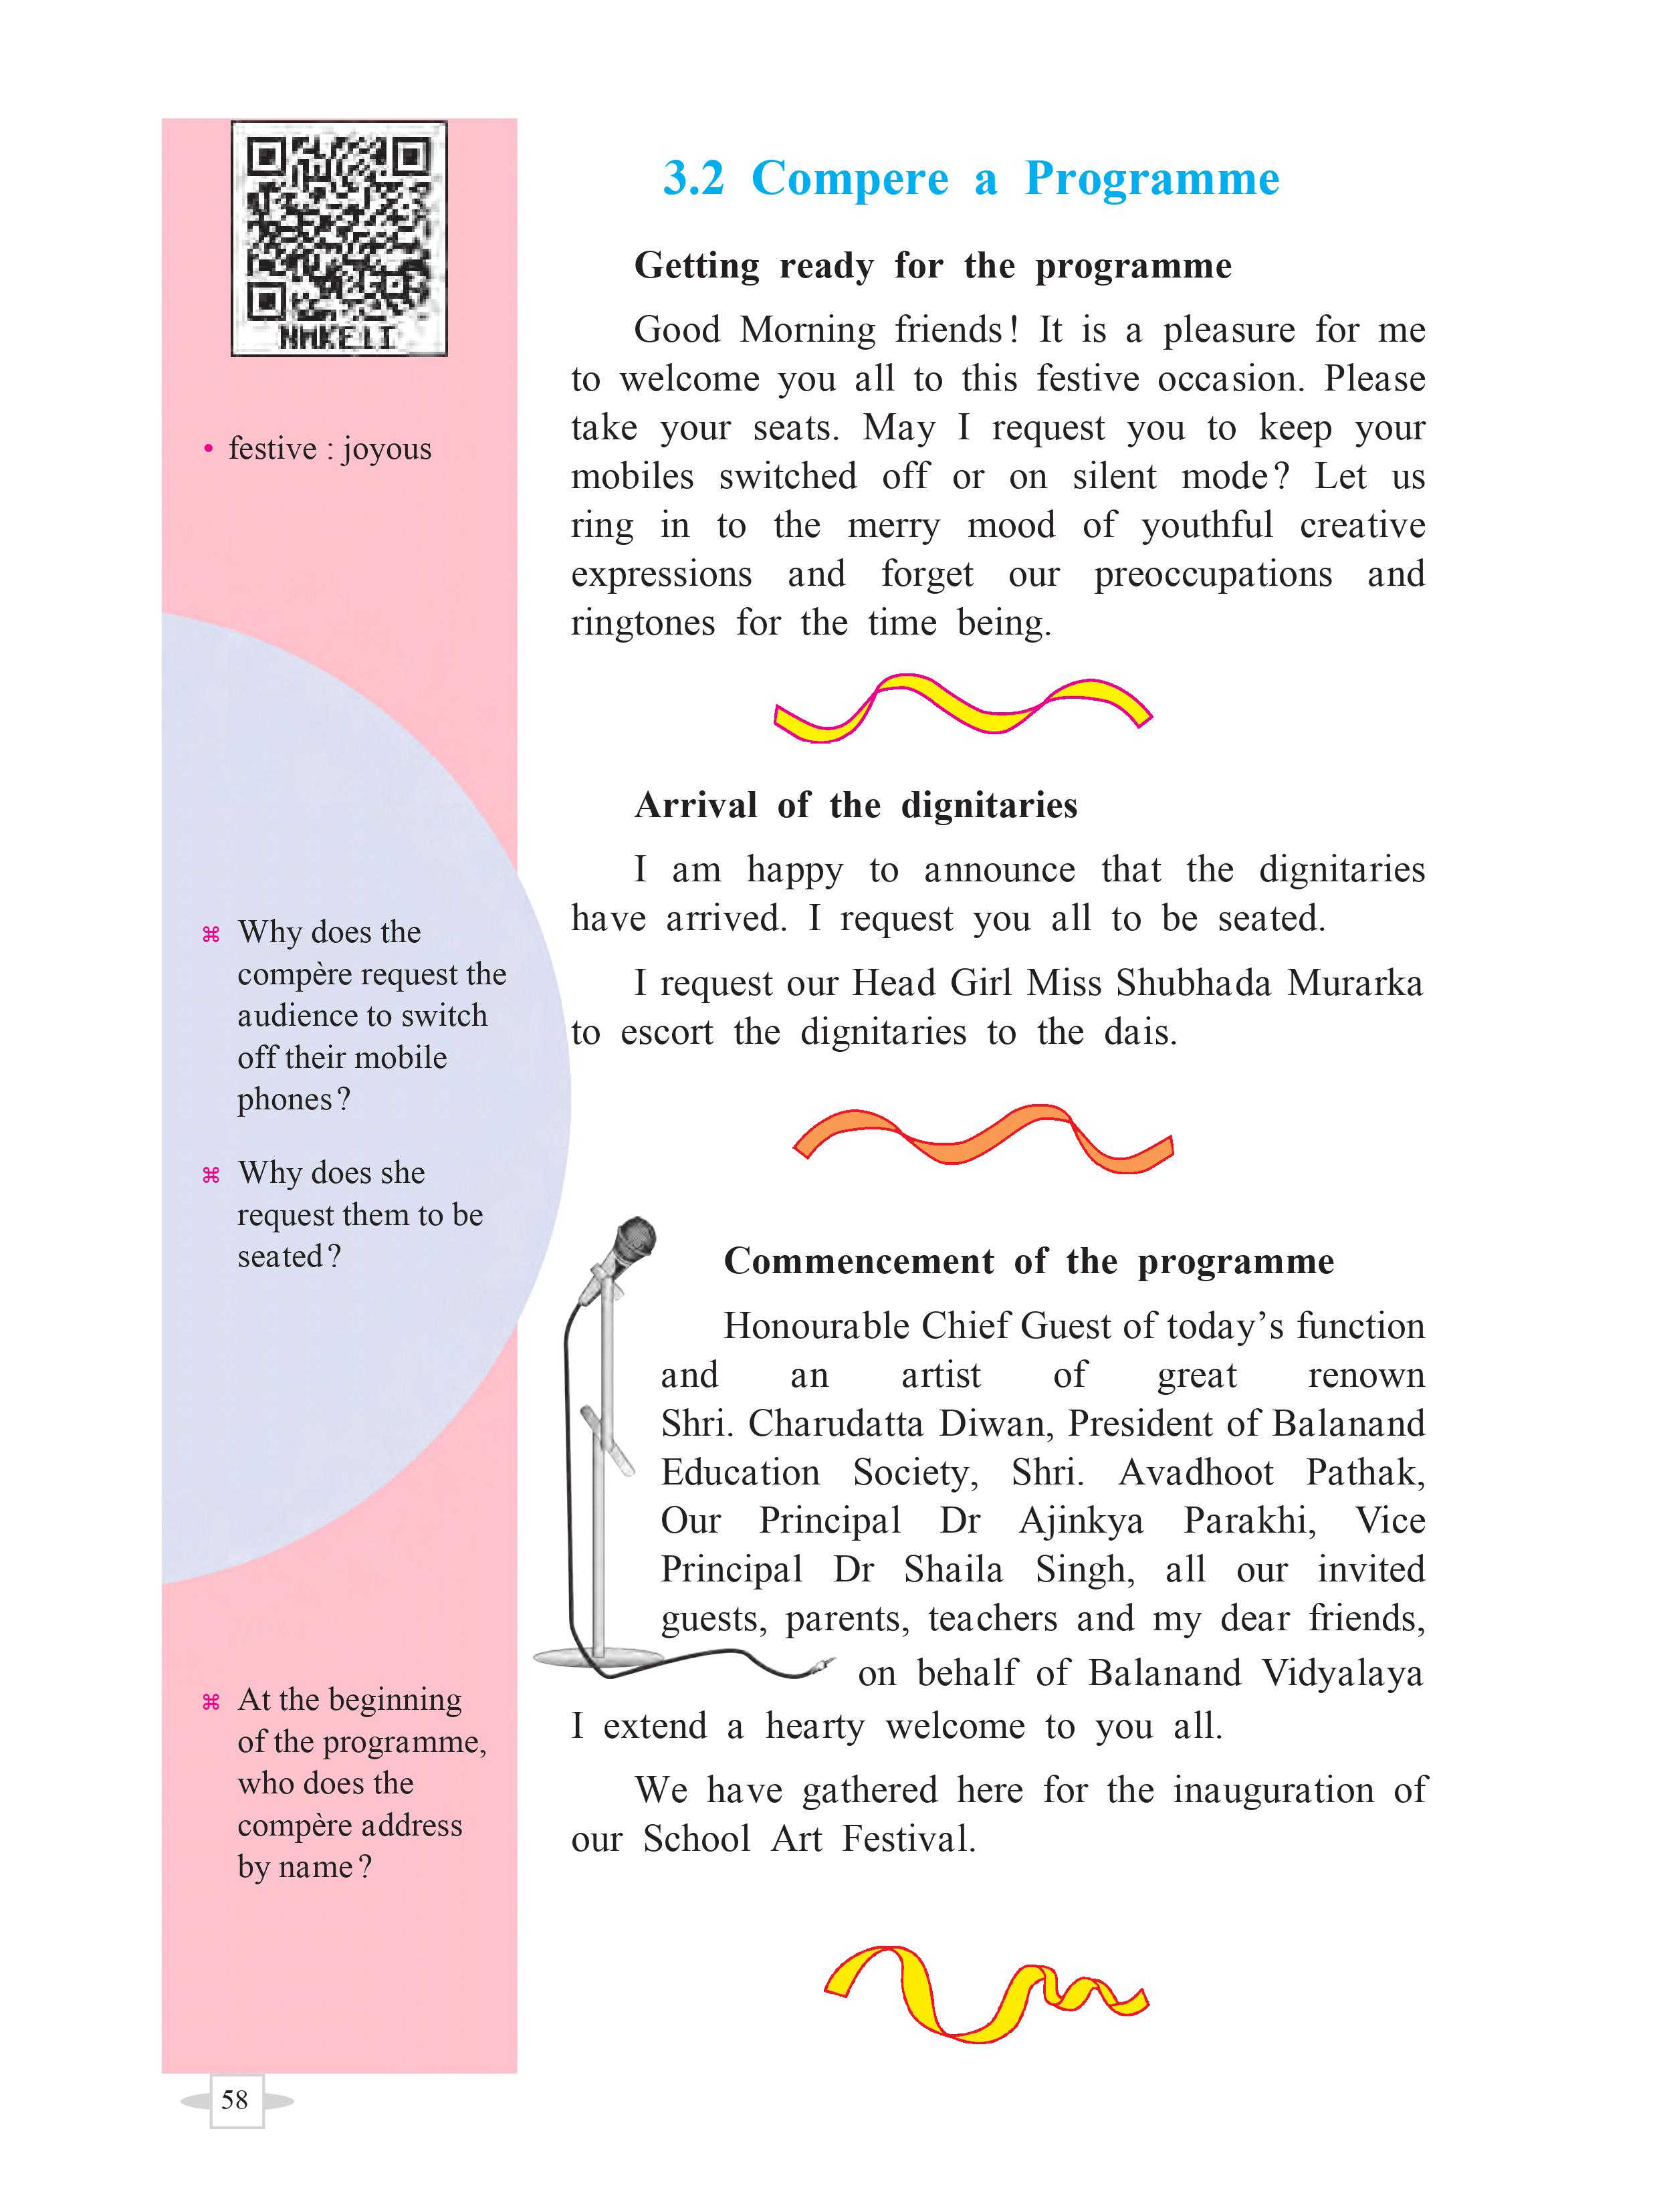 NHKELI
• festive : joyous
⌘ Why does the
compère request the
audience to switch
off their mobile
phones?
⌘ Why does she
request them to be
seated?
⌘ At the beginning
of the programme,
who does the
compère address
by name?
3.2 Compere a Programme
Getting ready for the programme
Good Morning friends! It is a pleasure for me
to welcome you all to this festive occasion. Please
take your seats. May I request you to keep your
mobiles switched off or on silent mode? Let us
ring in to the merry mood of youthful creative
expressions and forget our preoccupations and
ringtones for the time being.
Arrival of the dignitaries
I am happy to announce that the dignitaries
have arrived. I request you all to be seated.
I request our Head Girl Miss Shubhada Murarka
to escort the dignitaries to the dais.
Commencement of the programme
Honourable Chief Guest of today’s function
and an artist of great renown
Shri. Charudatta Diwan, President of Balanand
Education Society, Shri. Avadhoot Pathak,
Our Principal Dr Ajinkya Parakhi, Vice
Principal Dr Shaila Singh, all our invited
guests, parents, teachers and my dear friends,
on behalf of Balanand Vidyalaya
I extend a hearty welcome to you all.
We have gathered here for the inauguration of
our School Art Festival.
58